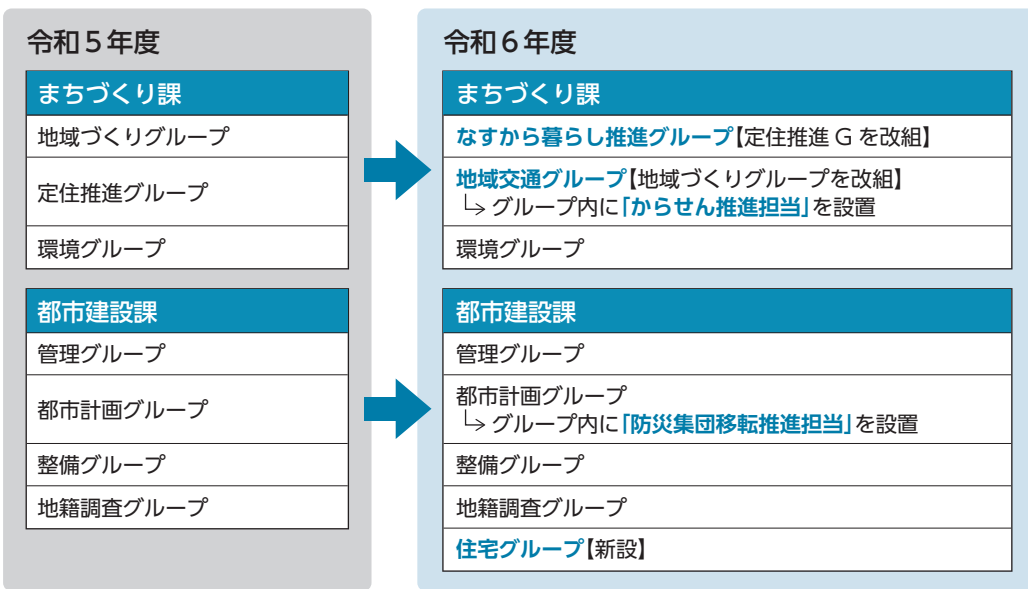 令和5年度
まちづくり課
地域づくりグループ
定住推進グループ
環境グループ
都市建設課
管理グループ
都市計画グループ
整備グループ
地籍調査グループ
令和6年度
まちづくり課
なすから暮らし推進グループ【定住推進Gを改組】
地域交通グループ【地域づくりグループを改組】
グループ内に「からせん推進担当」を設置
環境グループ
都市建設課
管理グループ
都市計画グループ
グループ内に「防災集団移転推進担当」を設置
整備グループ
地籍調査グループ
住宅グループ【新設】